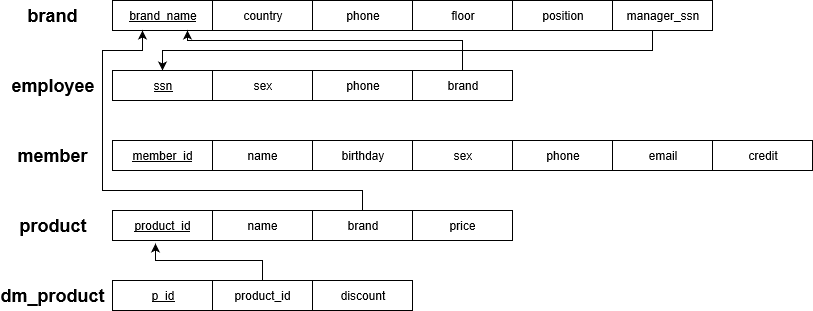 brand brand_name country phone floor position manager_ssn
employee ssn sex phone brand
member member_id name birthday sex phone email credit
product product_id name brand price
dm_product p_id product_id discount